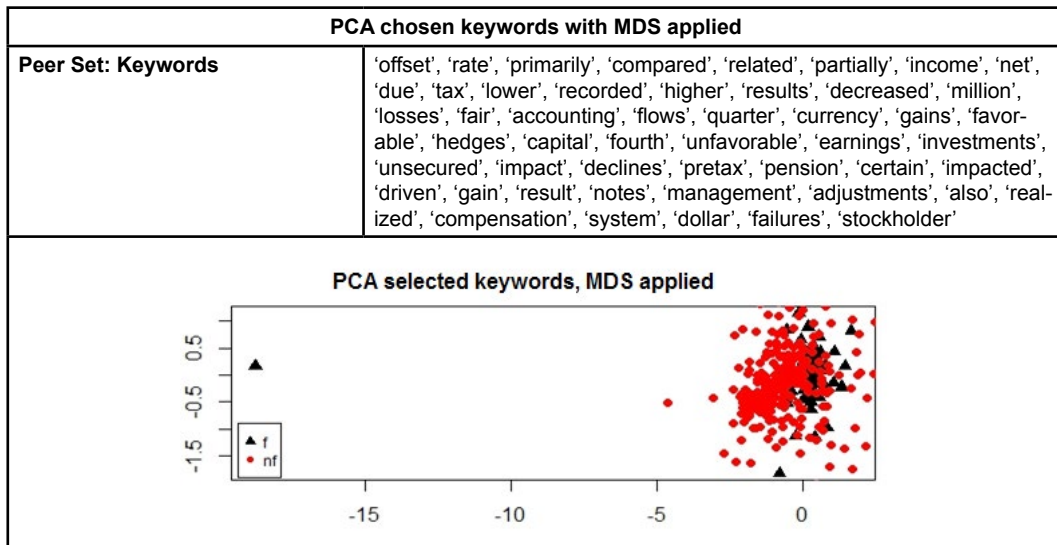 PCA chosen keywords with MDS applied
Peer Set: Keywords
‘offset’, ‘rate’, ‘primarily’, ‘compared’, ‘related’, ‘partially’, ‘income’, ‘net’,
‘due’, ‘tax’, ‘lower’, ‘recorded’, ‘higher’, ‘results’, ‘decreased’, ‘million’,
‘losses’, ‘fair’, ‘accounting’, ‘flows’, ‘quarter’, ‘currency’, ‘gains’, ‘favor-
able’, ‘hedges’, ‘capital’, ‘fourth’, ‘unfavorable’, ‘earnings’, ‘investments’,
‘unsecured’, ‘impact’, ‘declines’, ‘pretax’, ‘pension’, ‘certain’, ‘impacted’,
‘driven’, ‘gain’, ‘result’, ‘notes’, ‘management’, ‘adjustments’, ‘also’, ‘real-
ized’, ‘compensation’, ‘system’, ‘dollar’, ‘failures’, ‘stockholder’
PCA selected keywords, MDS applied
0.5
-0.5
-1.5
f
nf
-15 -10 -5 0